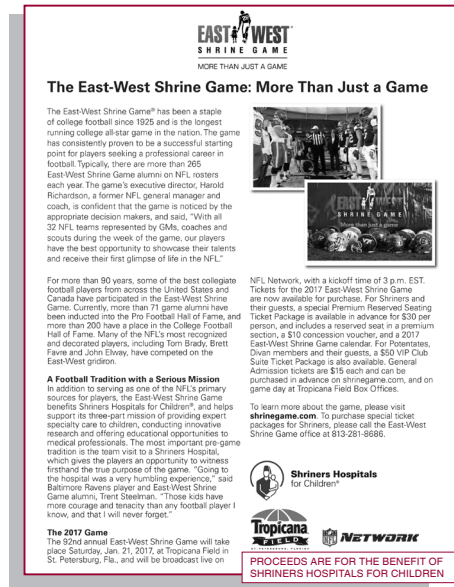 EAST WEST
SHRINE GAME
MORE THAN JUST A GAME
The East-West Shrine Game: More Than Just a Game
The East-West Shrine Game® has been a staple
of college football since 1925 and is the longest
running college all-star game in the nation. The game
has consistently proven to be a successful starting
point for players seeking a professional career in
football. Typically, there are more than 265
East-West Shrine Game alumni on NFL rosters
each year. The game's executive director, Harold
Richardson, a former NFL general manager and
coach, is confident that the game is noticed by the
appropriate decision makers, and said, "With all
32 NFL teams represented by GMs, coaches and
scouts during the week of the game, our players
have the best opportunity to showcase their talents
and receive their first glimpse of life in the NFL."
EAST WEST
SHRINE GAME
More than just a game
For more than 90 years, some of the best collegiate
football players from across the United States and
Canada have participated in the East-West Shrine
Game. Currently, more than 71 game alumni have
been inducted into the Pro Football Hall of Fame, and
more than 200 have a place in the College Football
Hall of Fame. Many of the NFL's most recognized
and decorated players, including Tom Brady, Brett
Favre and John Elway, have competed on the
East-West gridiron.
A Football Tradition with a Serious Mission
In addition to serving as one of the NFL's primary
sources for players, the East-West Shrine Game
benefits Shriners Hospitals for Children®, and helps
support its three-part mission of providing expert
specialty care to children, conducting innovative
research and offering educational opportunities to
medical professionals. The most important pre-game
tradition is the team visit to a Shriners Hospital,
which gives the players an opportunity to witness
firsthand the true purpose of the game. "Going to
the hospital was a very humbling experience," said
Baltimore Ravens player and East-West Shrine
Game alumni, Trent Steelman. "Those kids have
more courage and tenacity than any football player I
know, and that I will never forget."
The 2017 Game
The 92nd annual East-West Shrine Game will take
place Saturday, Jan. 21, 2017, at Tropicana Field in
St. Petersburg, Fla., and will be broadcast live on
NFL Network, with a kickoff time of 3 p.m. EST.
Tickets for the 2017 East-West Shrine Game
are now available for purchase. For Shriners and
their guests, a special Premium Reserved Seating
Ticket Package is available in advance for $30 per
person, and includes a reserved seat in a premium
section, a $10 concession voucher, and a 2017
East-West Shrine Game calendar. For Potentates,
Divan members and their guests, a $50 VIP Club
Suite Ticket Package is also available. General
Admission tickets are $15 each and can be
purchased in advance on shrinegame.com, and on
game day at Tropicana Field Box Offices.
To learn more about the game, please visit
shrinegame.com. To purchase special ticket
packages for Shriners, please call the East-West
Shrine Game office at 813-281-8686.
Shriners Hospitals
for Children®
Tropicana
FIELD
ST. PETERSBURG, FLORIDA
NFL NETWORK
PROCEEDS ARE FOR THE BENEFIT OF
SHRINERS HOSPITALS FOR CHILDREN